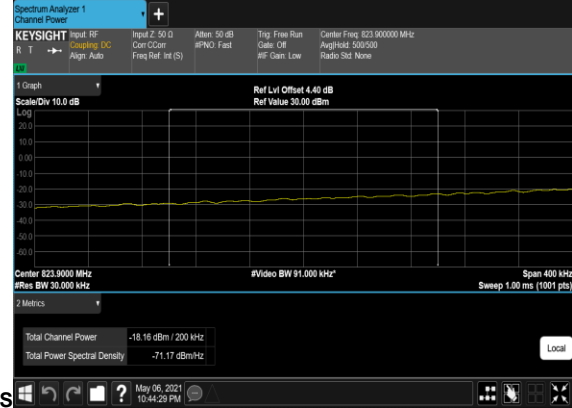 Spectrum Analyzer 1
Channel Power
KEYSIGHT
R T
LW
Input: RF
Coupling: DC
Align: Auto
Input Z: 50 Ω
Corr CCorr
Freq Ref: Int (S)
Atten: 50 dB
#PNO: Fast
Trig: Free Run
Gate: Off
#IF Gain: Low
Center Freq: 823.900000 MHz
Avg|Hold: 500/500
Radio Std: None
1 Graph
Scale/Div 10.0 dB
Ref Lvl Offset 4.40 dB
Ref Value 30.00 dBm
Log
20.0
10.0
0.00
-10.0
-20.0
-30.0
-40.0
-50.0
-60.0
Center 823.9000 MHz
#Res BW 30.000 kHz
#Video BW 91.000 kHz*
Span 400 kHz
Sweep 1.00 ms (1001 pts)
2 Metrics
Total Channel Power -18.16 dBm / 200 kHz
Total Power Spectral Density -71.17 dBm/Hz
Local
S
?
May 06, 2021
10:44:29 PM